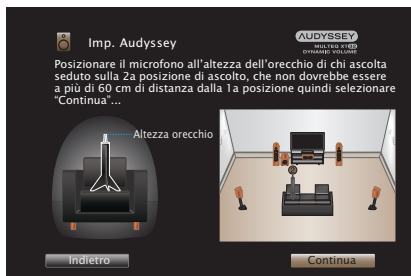 Imp. Audyssey
AUDYSSEY
MULTEQ XT32
DYNAMIC VOLUME
Posizionare il microfono all'altezza dell'orecchio di chi ascolta
seduto sulla 2a posizione di ascolto, che non dovrebbe essere
a più di 60 cm di distanza dalla 1a posizione quindi selezionare
“Continua”...
Altezza orecchio
Indietro
Continua